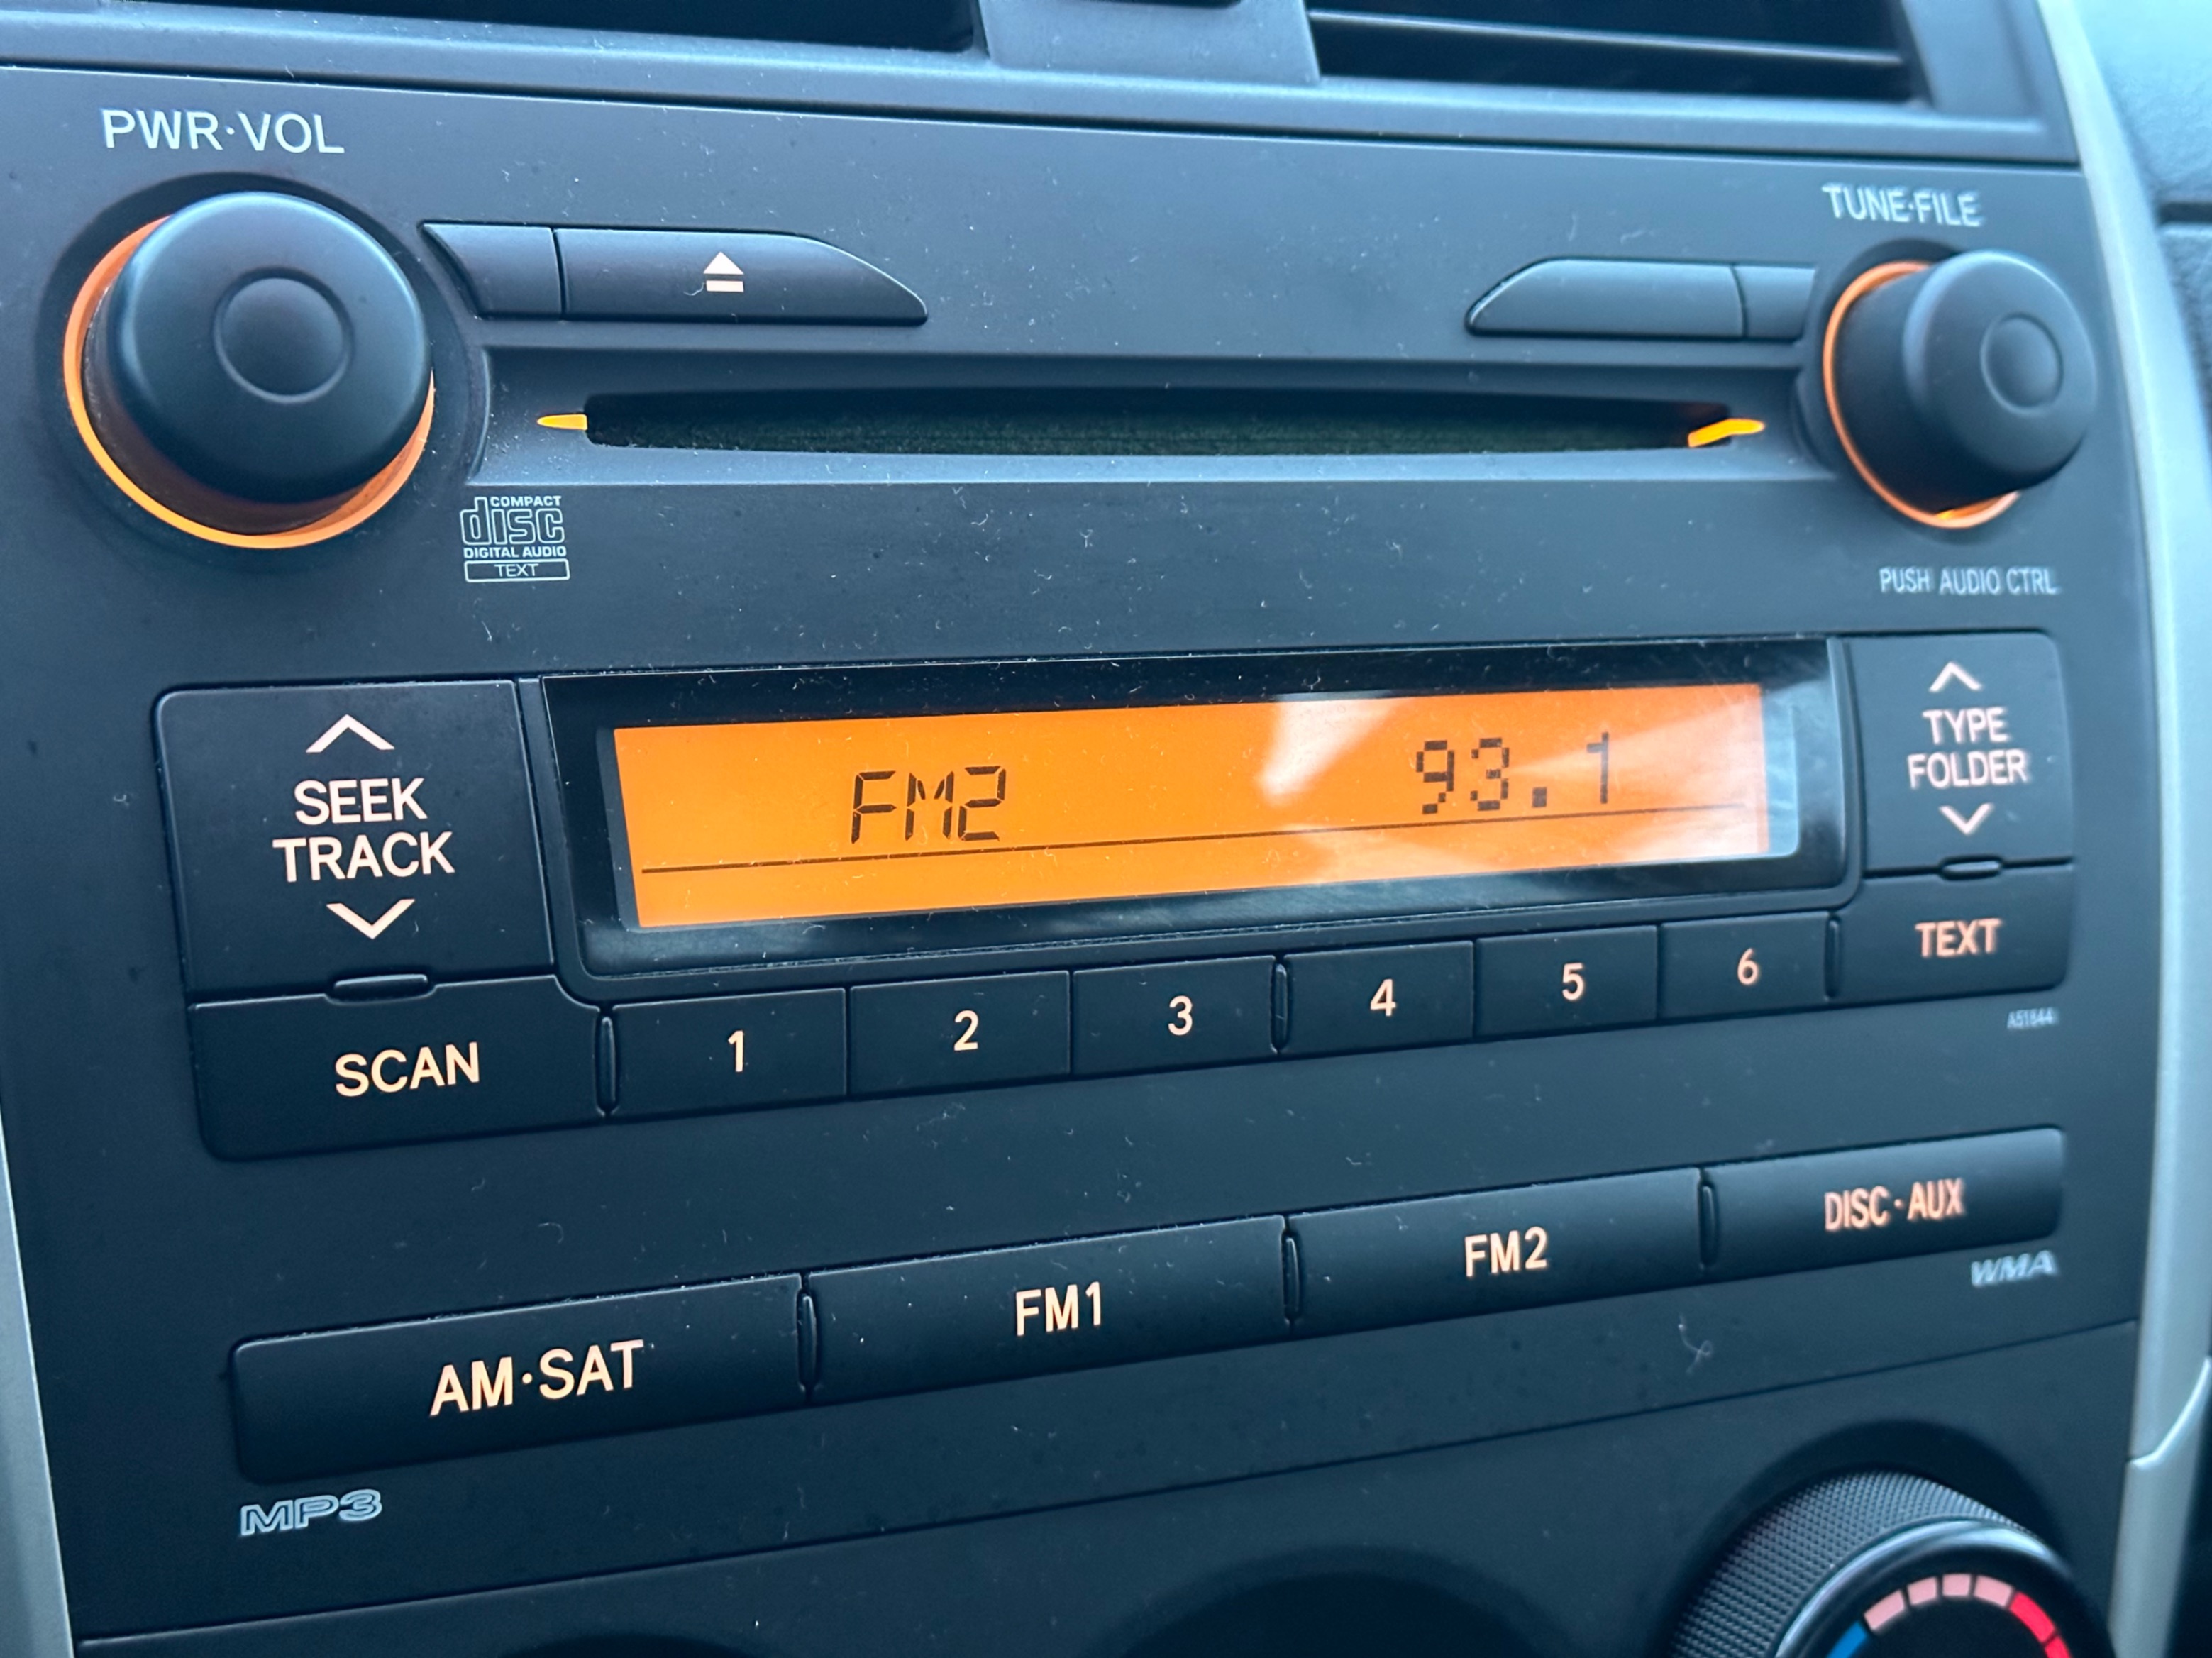 PWR·VOL
TUNE·FILE
COMPACT
disc
DIGITAL AUDIO
TEXT
PUSH AUDIO CTRL
SEEK
TRACK
FM2 93.1
TYPE
FOLDER
TEXT
SCAN 1 2 3 4 5 6
A51844
AM·SAT FM1 FM2 DISC·AUX
WMA
MP3